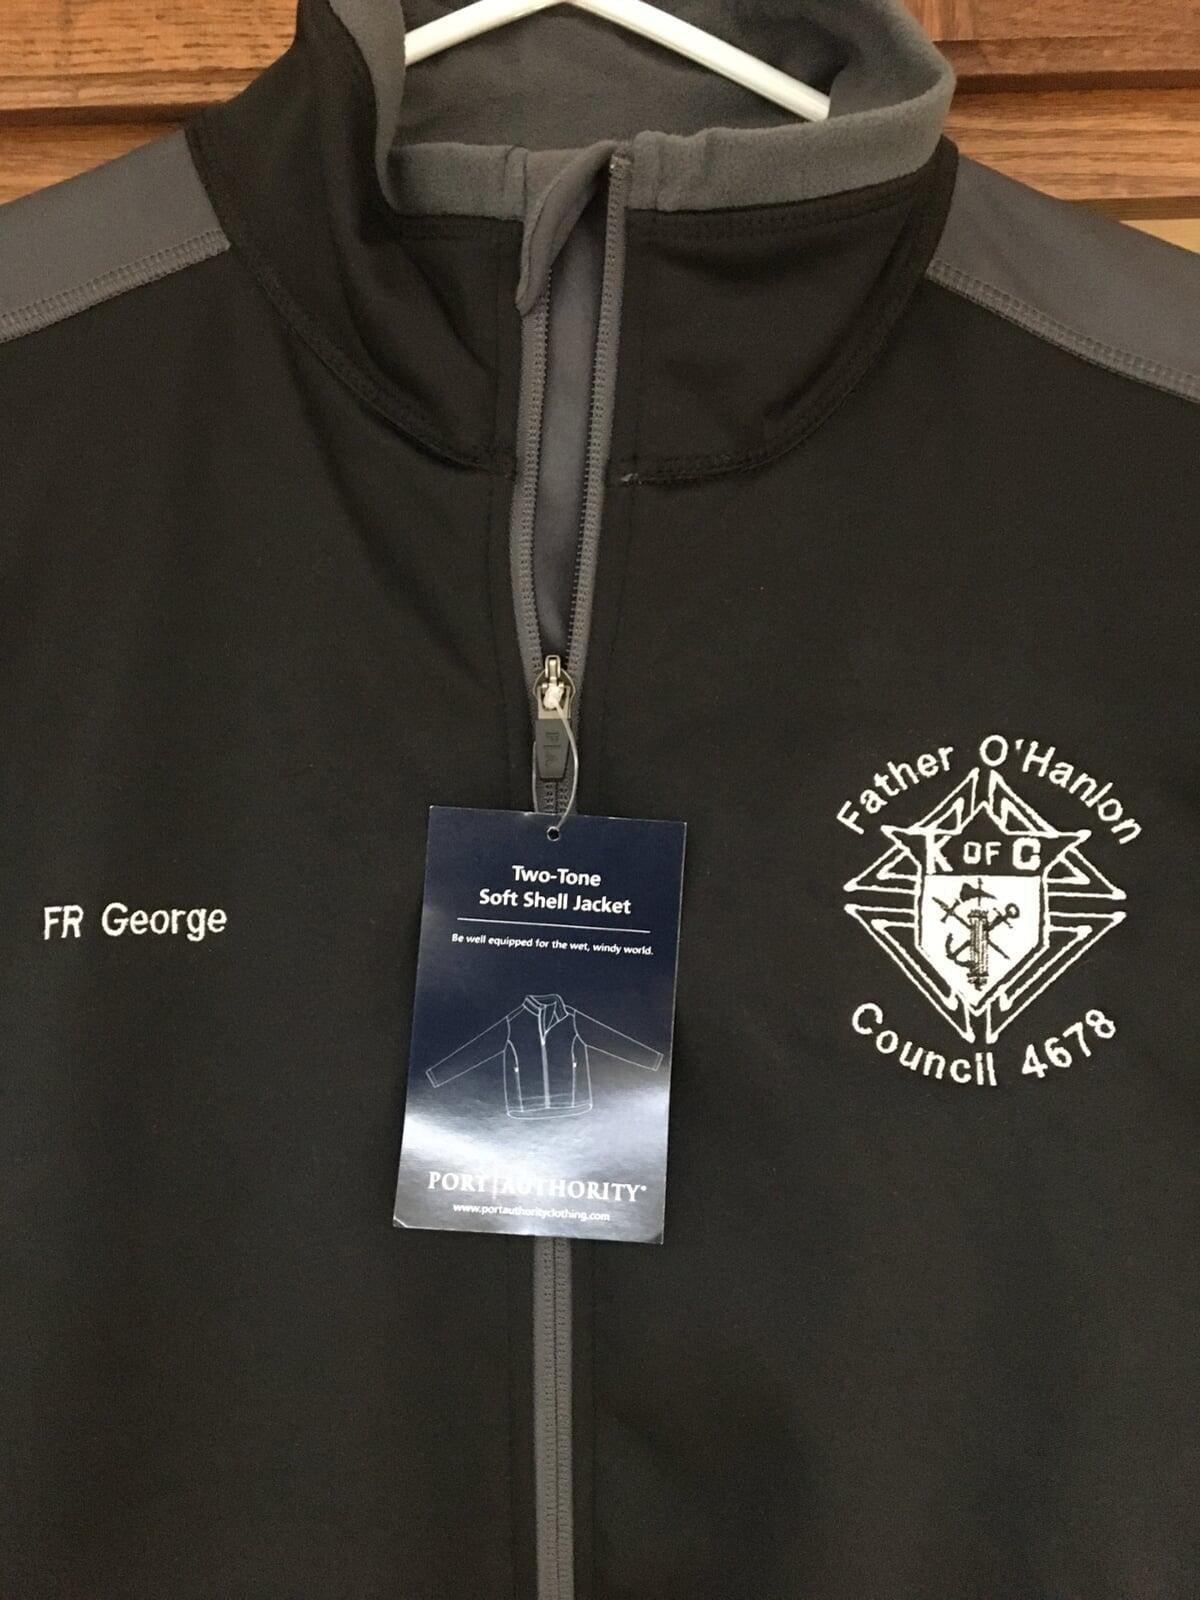 Father O'Hanlon
K OF C
Council 4678
FR George
Two-Tone
Soft Shell Jacket
Be well equipped for the wet, windy world.
PORT|AUTHORITY®
www.portauthorityclothing.com